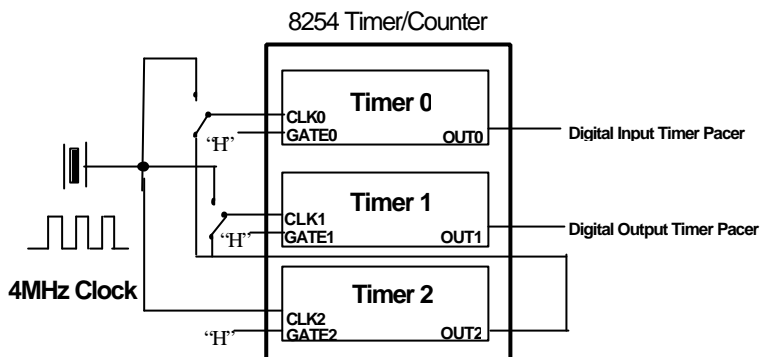 8254 Timer/Counter
Timer 0
CLK0
"H"
GATE0
OUT0
Digital Input Timer Pacer
Timer 1
CLK1
"H"
GATE1
OUT1
Digital Output Timer Pacer
4MHz Clock
Timer 2
CLK2
"H"
GATE2
OUT2